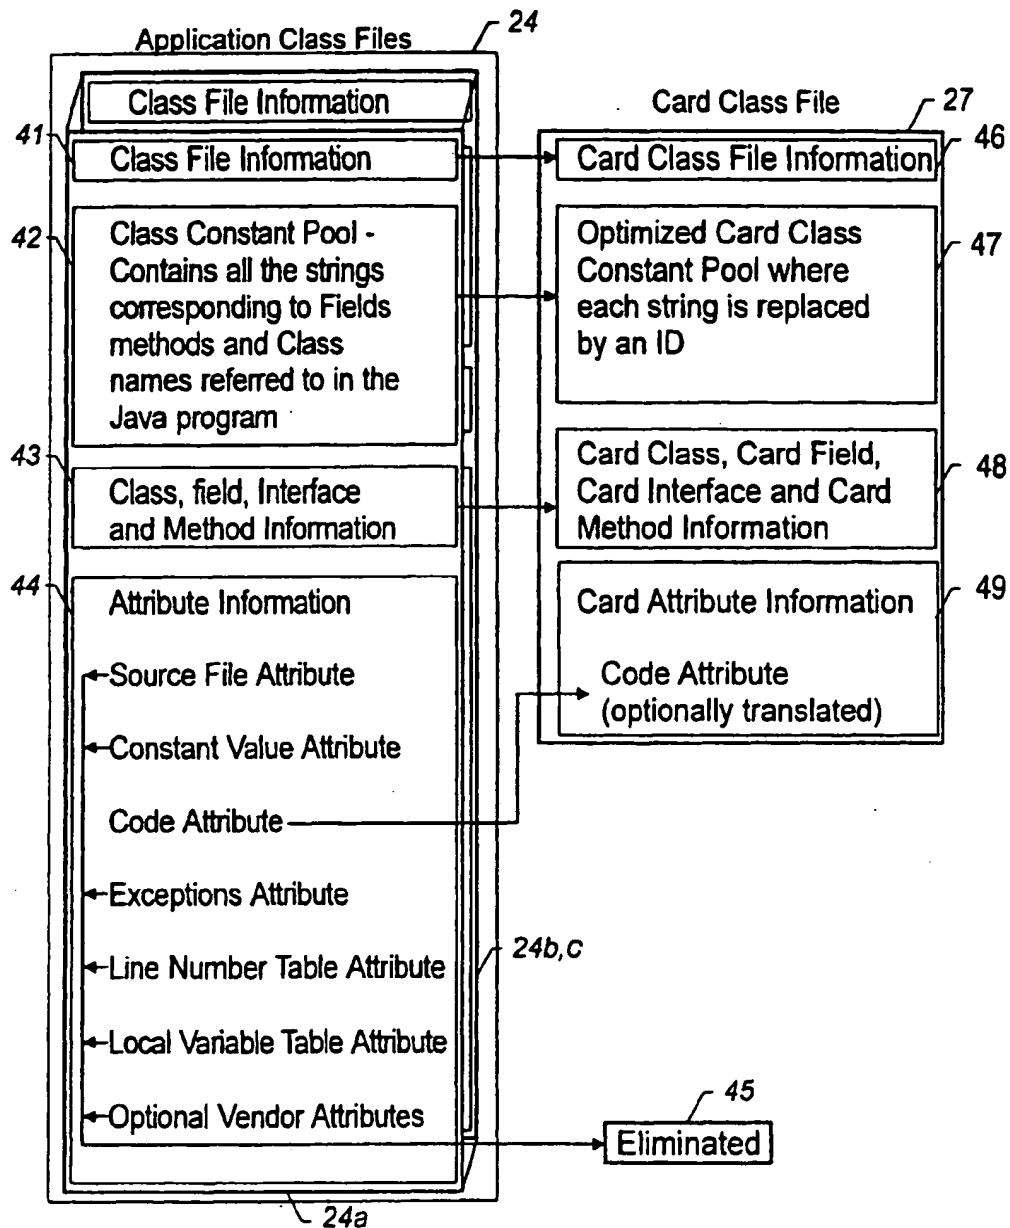 Application Class Files
24
Class File Information
41
Class File Information
42
Class Constant Pool -
Contains all the strings
corresponding to Fields
methods and Class
names referred to in the
Java program
43
Class, field, Interface
and Method Information
44
Attribute Information
Source File Attribute
Constant Value Attribute
Code Attribute
Exceptions Attribute
Line Number Table Attribute
Local Variable Table Attribute
Optional Vendor Attributes
24a
24b,c
Card Class File
27
Card Class File Information
46
Optimized Card Class
Constant Pool where
each string is replaced
by an ID
47
Card Class, Card Field,
Card Interface and Card
Method Information
48
Card Attribute Information
49
Code Attribute
(optionally translated)
45
Eliminated